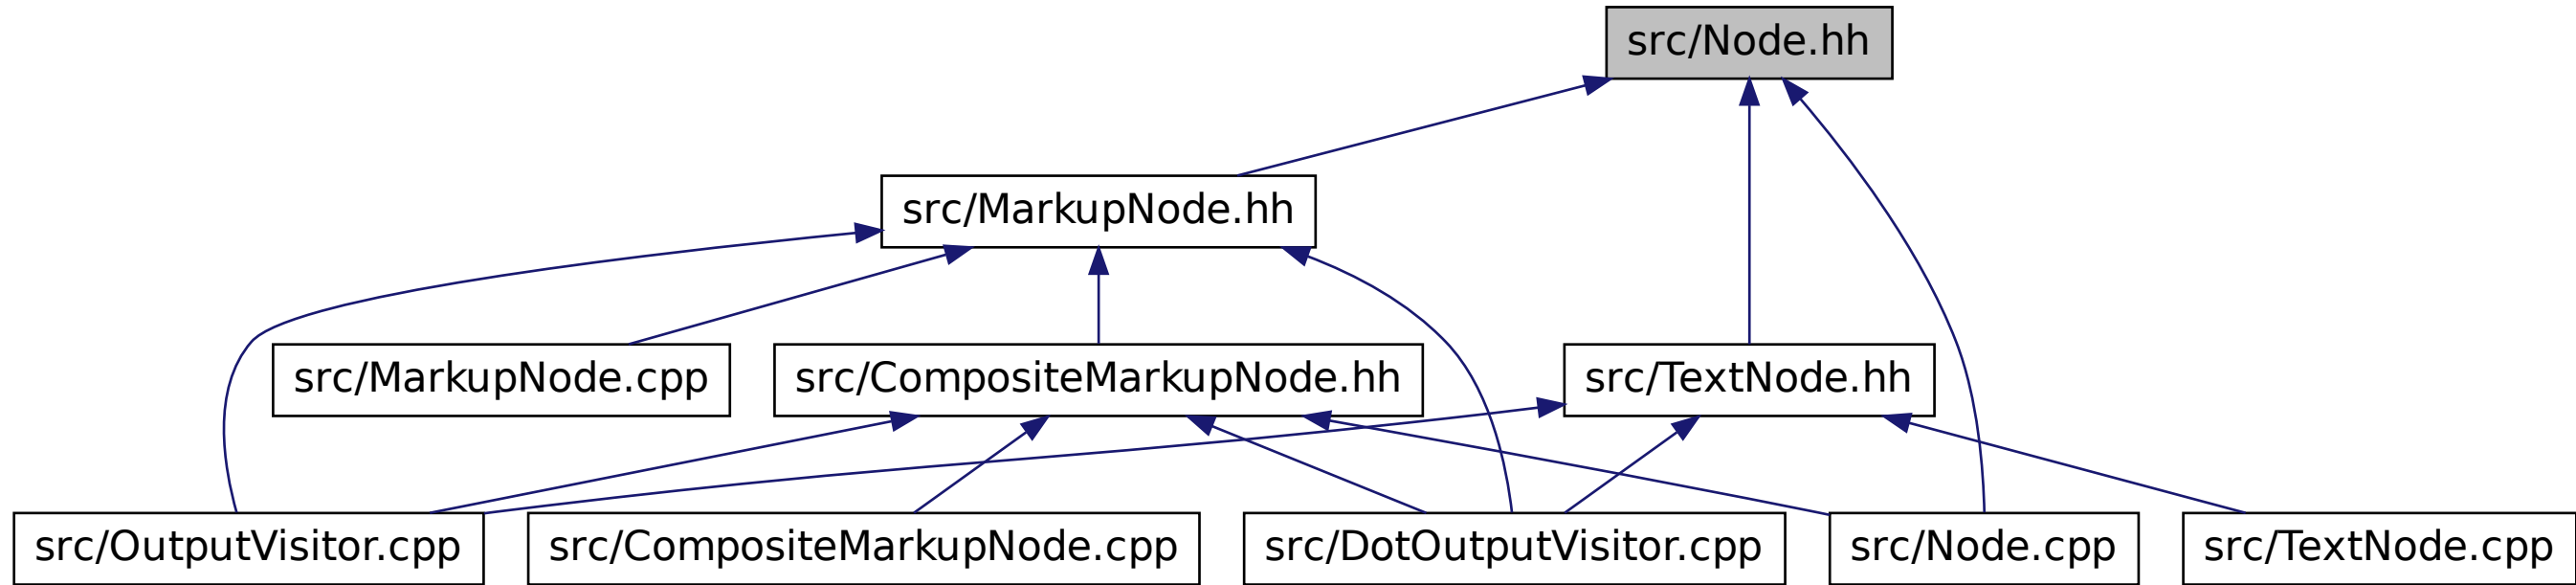 src/Node.hh
src/MarkupNode.hh
src/MarkupNode.cpp
src/CompositeMarkupNode.hh
src/TextNode.hh
src/OutputVisitor.cpp
src/CompositeMarkupNode.cpp
src/DotOutputVisitor.cpp
src/Node.cpp
src/TextNode.cpp